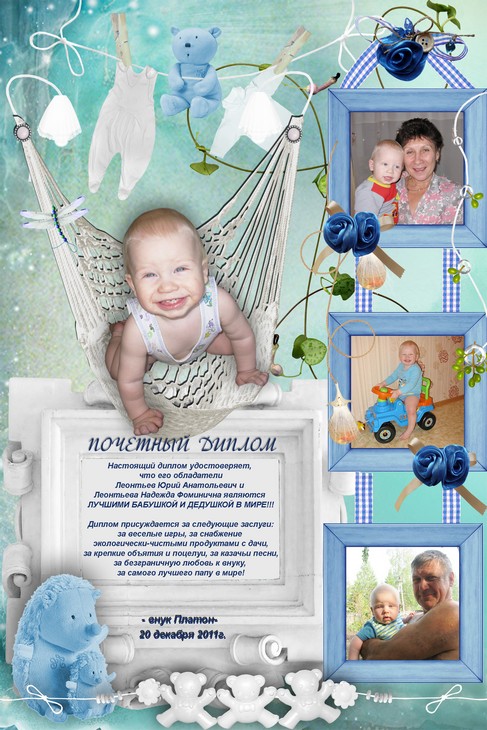 ПОЧЕТНЫЙ ДИПЛОМ
Настоящий диплом удостоверяет,
что его обладатели
Леонтьев Юрий Анатольевич и
Леонтьева Надежда Фоминична являются
ЛУЧШИМИ БАБУШКОЙ И ДЕДУШКОЙ В МИРЕ!!!
Диплом присуждается за следующие заслуги:
за веселые игры, за снабжение
экологически-чистыми продуктами с дачи,
за крепкие объятия и поцелуи, за казачьи песни,
за безграничную любовь к внуку,
за самого лучшего папу в мире!
- внук Платон-
20 декабря 2011г.